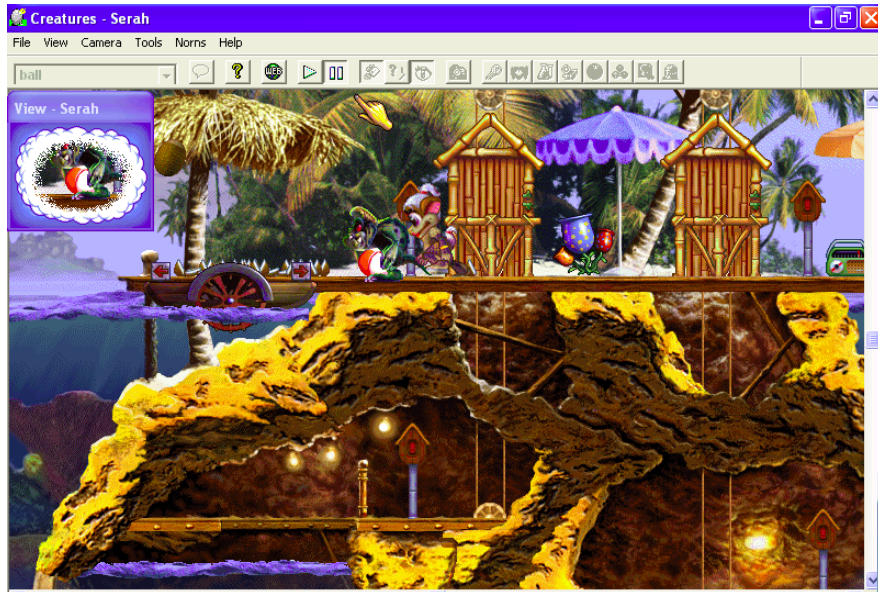 Creatures - Serah
File View Camera Tools Norns Help
ball
WEB
View - Serah